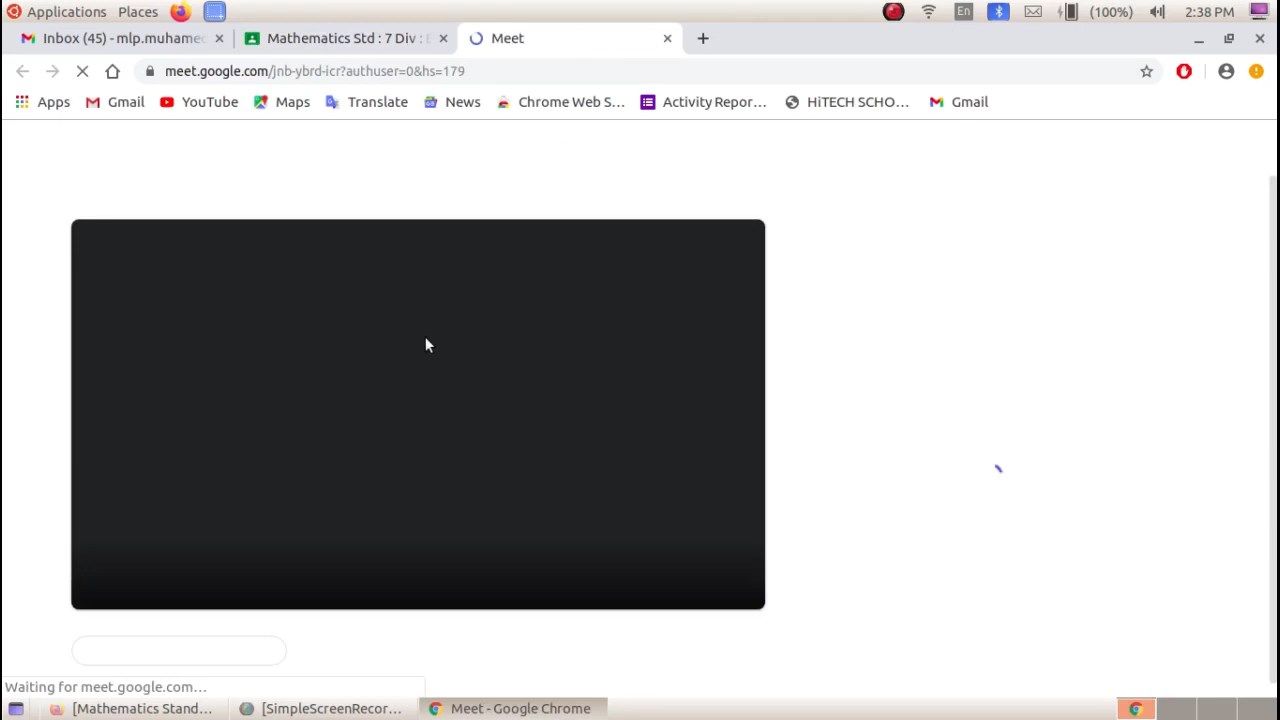 Applications Places En (100%) 2:38 PM
Inbox (45) - mlp.muhamed Mathematics Std : 7 Div : Meet
meet.google.com/jnb-ybrd-icr?authuser=0&hs=179
Apps Gmail YouTube Maps Translate News Chrome Web S... Activity Repor... HiTECH SCHO... Gmail
Waiting for meet.google.com...
[Mathematics Stand... [SimpleScreenRecor... Meet - Google Chrome